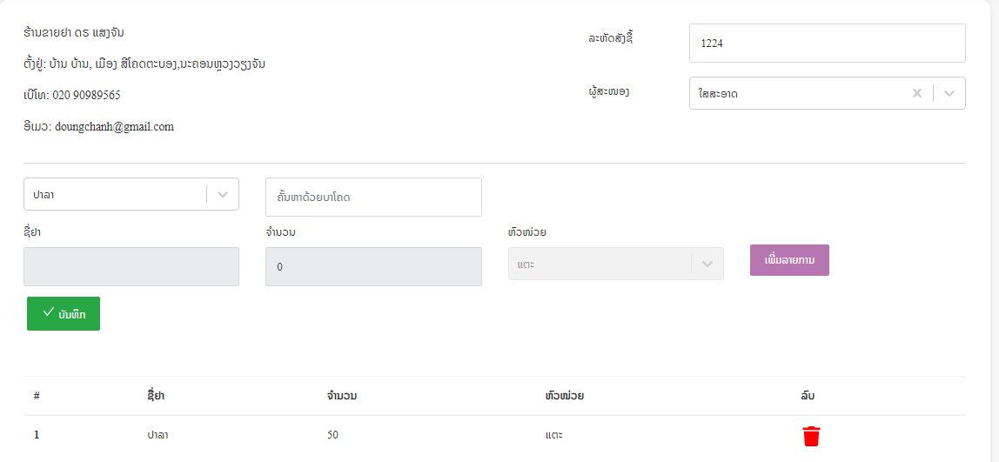 ຮ້ານຂາຍຢາ ດຣ ແສງຈັນ
ຕັ້ງຢູ່: ບ້ານ ບ້ານ, ເມືອງ ສີໂຄດຕະບອງ,ນະຄອນຫຼວງວຽງຈັນ
ເບີໂທ: 020 90989565
ອີເມວ: doungchanh@gmail.com
ລະຫັດສັ່ງຊື້ 1224
ຜູ້ສະໜອງ ໃສສະອາດ
ປາລາ ຄົ້ນຫາດ້ວຍບາໂຄດ
ຊື່ຢາ ຈຳນວນ ຫົວໜ່ວຍ
0 ແຕະ ເພີ່ມລາຍການ
ບັນທຶກ
# ຊື່ຢາ ຈຳນວນ ຫົວໜ່ວຍ ລຶບ
1 ປາລາ 50 ແຕະ